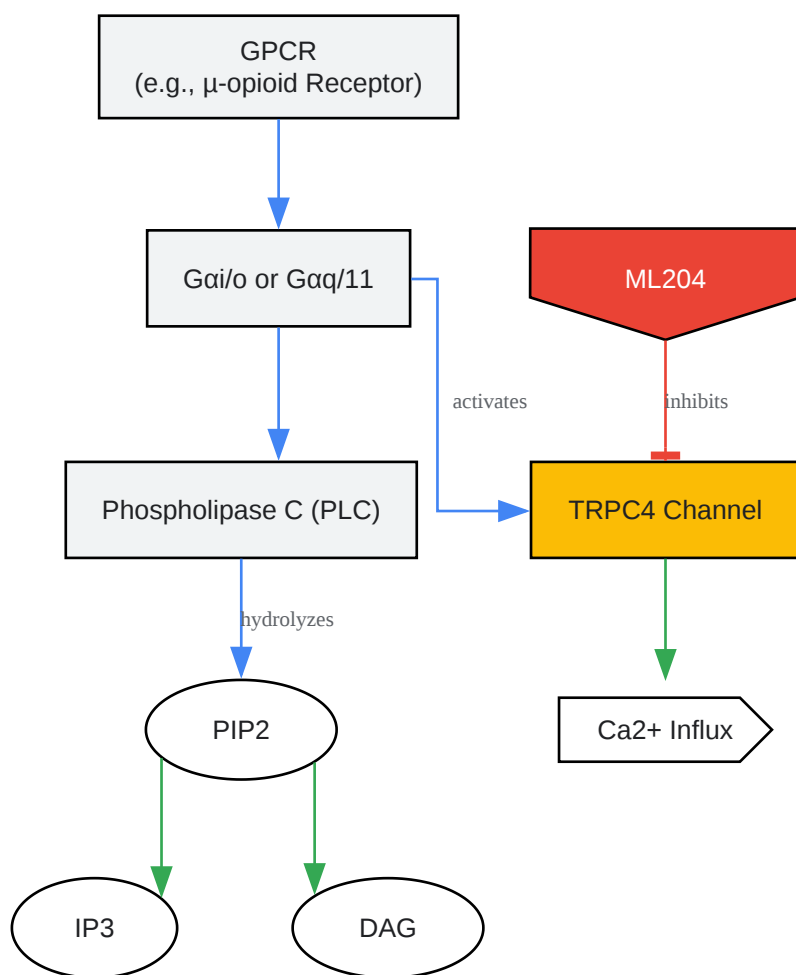 GPCR
(e.g., µ-opioid Receptor)
Gαi/o or Gαq/11
ML204
activates
inhibits
Phospholipase C (PLC)
TRPC4 Channel
hydrolyzes
PIP2
Ca2+ Influx
IP3
DAG